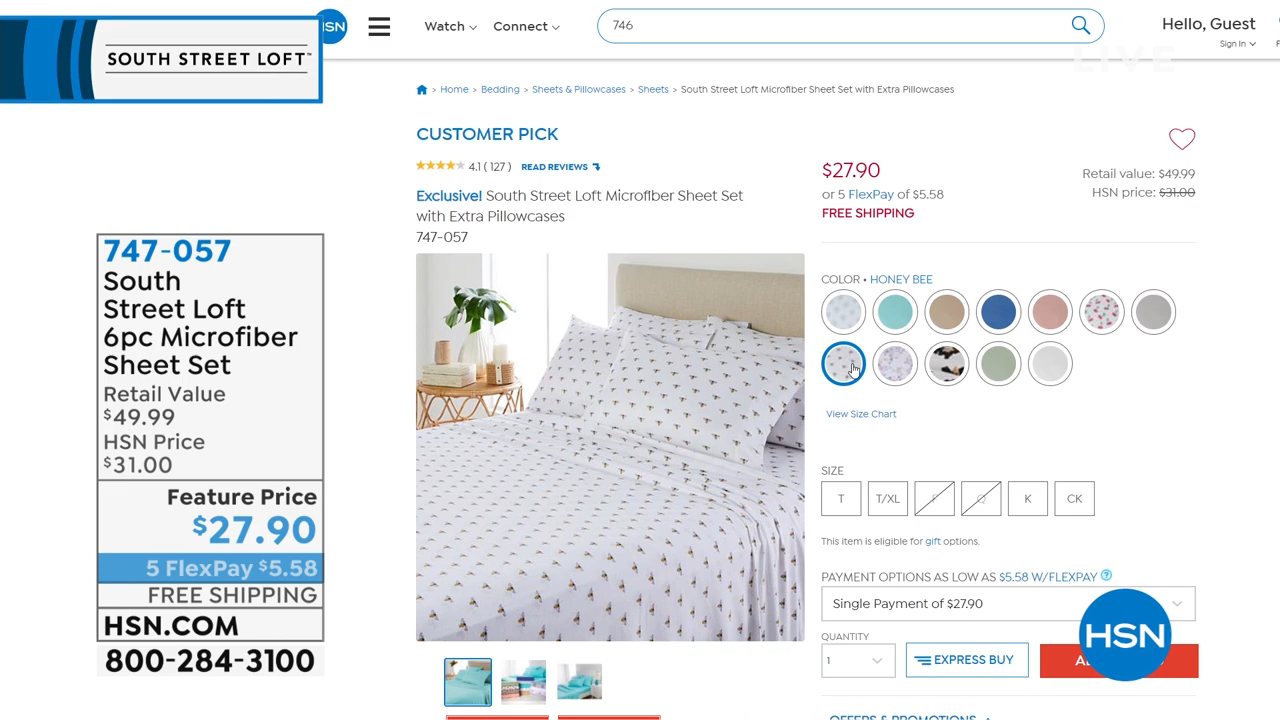 SOUTH STREET LOFT™
HSN
Watch
Connect
746
Hello, Guest
Sign In
LIVE
> Home > Bedding > Sheets & Pillowcases > Sheets > South Street Loft Microfiber Sheet Set with Extra Pillowcases
CUSTOMER PICK
4.1 ( 127 ) READ REVIEWS
Exclusive! South Street Loft Microfiber Sheet Set
with Extra Pillowcases
747-057
$27.90
Retail value: $49.99
or 5 FlexPay of $5.58
HSN price: $31.00
FREE SHIPPING
747-057
South
Street Loft
6pc Microfiber
Sheet Set
Retail Value
$49.99
HSN Price
$31.00
Feature Price
$27.90
5 FlexPay $5.58
FREE SHIPPING
HSN.COM
800-284-3100
COLOR • HONEY BEE
View Size Chart
SIZE
T T/XL F Q K CK
This item is eligible for gift options.
PAYMENT OPTIONS AS LOW AS $5.58 W/FLEXPAY ?
Single Payment of $27.90
QUANTITY
1
EXPRESS BUY
HSN
OFFERS & PROMOTIONS